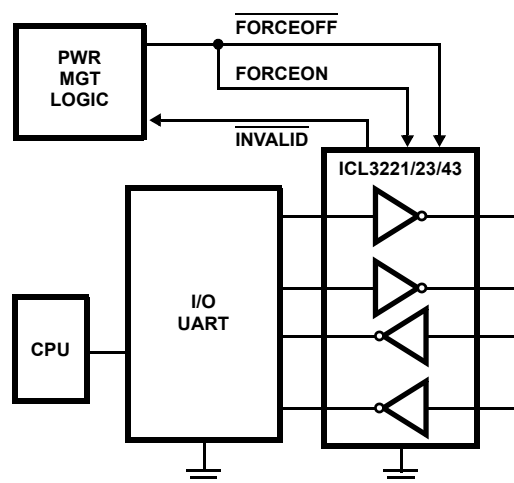 FORCEOFF
PWR
MGT
LOGIC
FORCEON
INVALID
ICL3221/23/43
I/O
UART
CPU